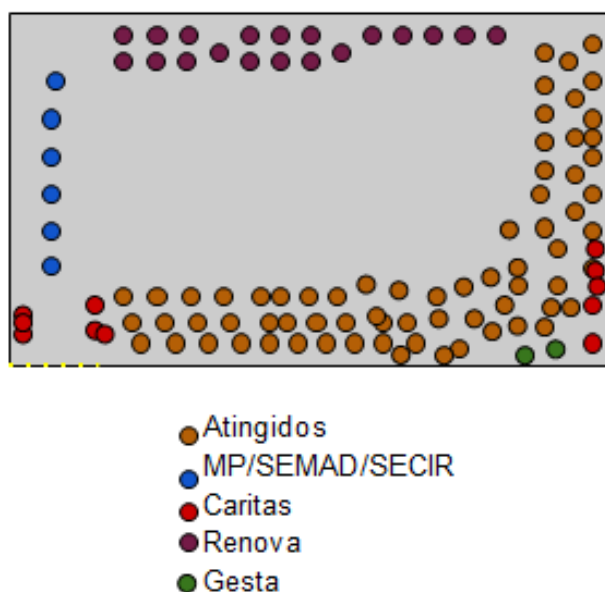 Atingidos
MP/SEMAD/SECIR
Caritas
Renova
Gesta